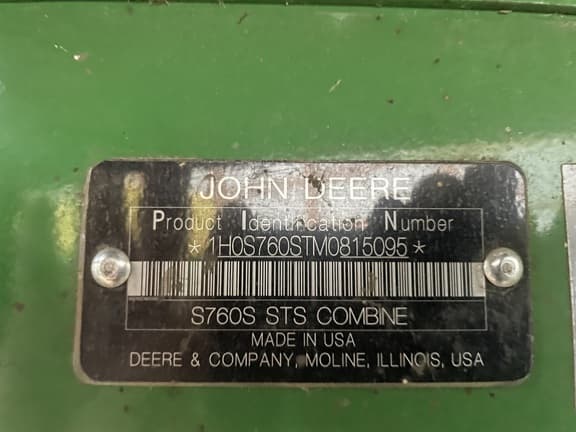 JOHN DEERE
Product Identification Number
*1H0S760STM0815095*
S760S STS COMBINE
MADE IN USA
DEERE & COMPANY, MOLINE, ILLINOIS, USA